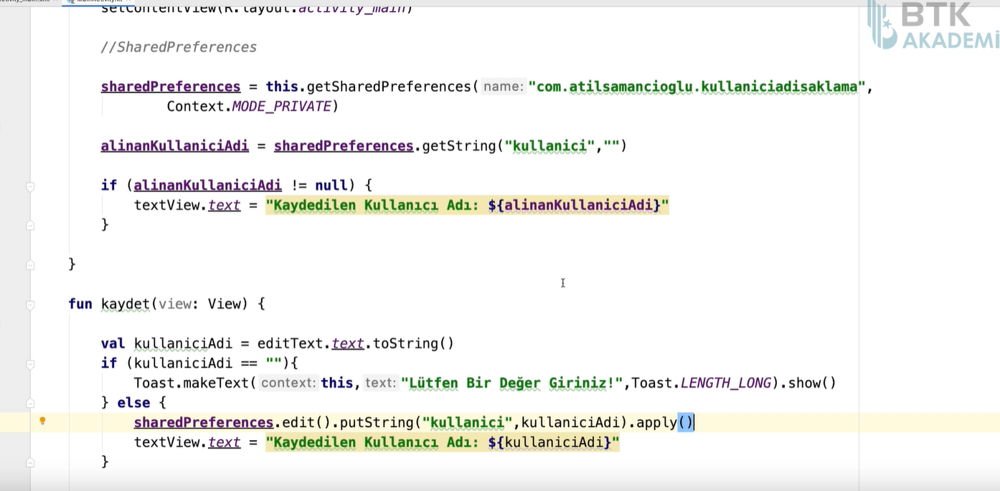 MainActivity.kt
setContentView(R.layout.activity_main)
BTK
AKADEMİ
//SharedPreferences
sharedPreferences = this.getSharedPreferences( name: "com.atilsamancioglu.kullaniciadisaklama",
Context.MODE_PRIVATE)
alinanKullaniciAdi = sharedPreferences.getString("kullanici","")
if (alinanKullaniciAdi != null) {
textView.text = "Kaydedilen Kullanıcı Adı: ${alinanKullaniciAdi}"
}
}
fun kaydet(view: View) {
val kullaniciAdi = editText.text.toString()
if (kullaniciAdi == ""){
Toast.makeText( context: this, text: "Lütfen Bir Değer Giriniz!",Toast.LENGTH_LONG).show()
} else {
sharedPreferences.edit().putString("kullanici",kullaniciAdi).apply()
textView.text = "Kaydedilen Kullanıcı Adı: ${kullaniciAdi}"
}